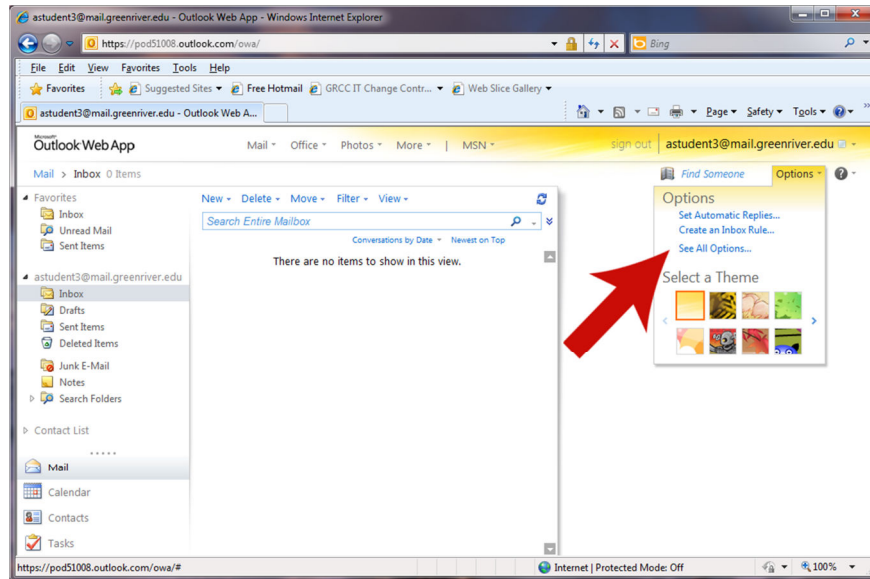 astudent3@mail.greenriver.edu - Outlook Web App - Windows Internet Explorer
https://pod51008.outlook.com/owa/
Bing
File Edit View Favorites Tools Help
Favorites Suggested Sites Free Hotmail GRCC IT Change Contr... Web Slice Gallery
astudent3@mail.greenriver.edu - Outlook Web A...
Page Safety Tools
Microsoft
Outlook Web App
Mail Office Photos More | MSN
sign out astudent3@mail.greenriver.edu
Mail > Inbox 0 Items
Find Someone Options
Favorites
Inbox
Unread Mail
Sent Items
astudent3@mail.greenriver.edu
Inbox
Drafts
Sent Items
Deleted Items
Junk E-Mail
Notes
Search Folders
Contact List
Mail
Calendar
Contacts
Tasks
New Delete Move Filter View
Search Entire Mailbox
Conversations by Date Newest on Top
There are no items to show in this view.
Options
Set Automatic Replies...
Create an Inbox Rule...
See All Options...
Select a Theme
https://pod51008.outlook.com/owa/#
Internet | Protected Mode: Off
100%